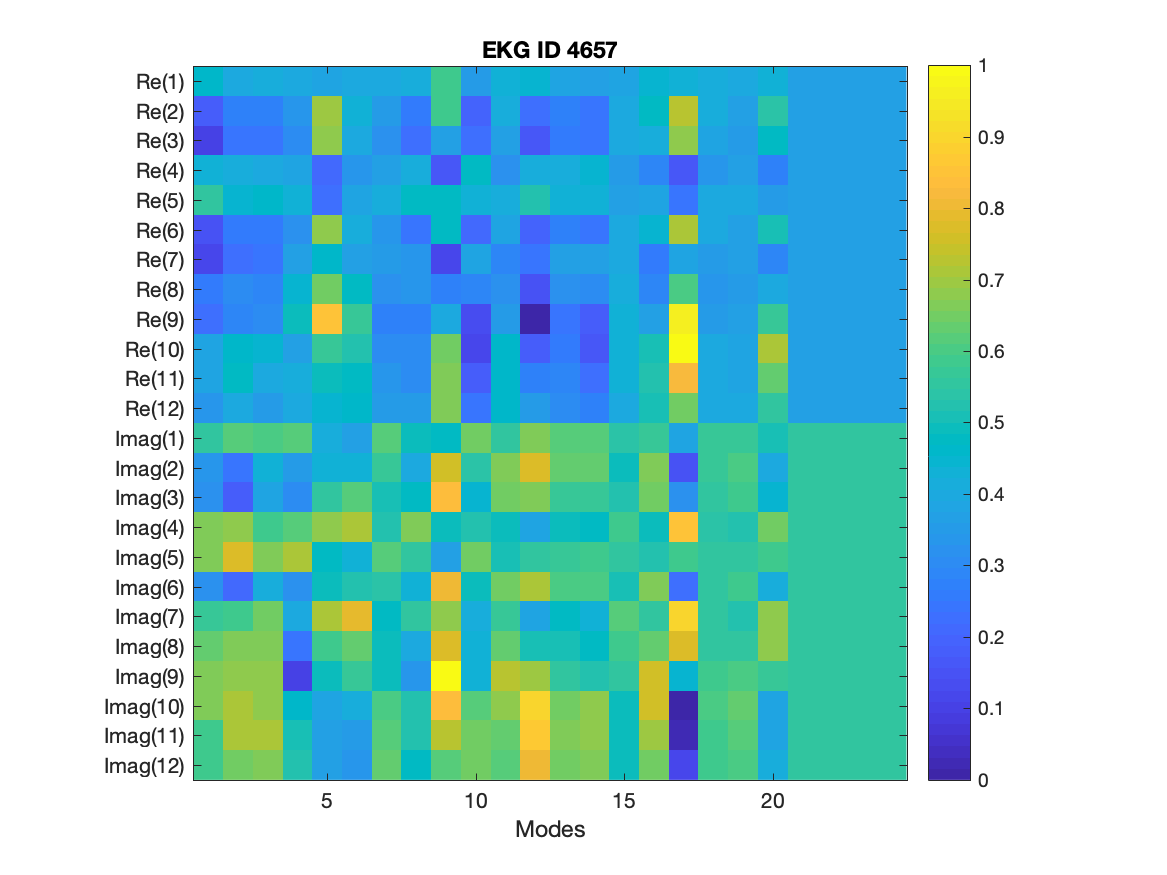 EKG ID 4657
Re(1)
Re(2)
Re(3)
Re(4)
Re(5)
Re(6)
Re(7)
Re(8)
Re(9)
Re(10)
Re(11)
Re(12)
Imag(1)
Imag(2)
Imag(3)
Imag(4)
Imag(5)
Imag(6)
Imag(7)
Imag(8)
Imag(9)
Imag(10)
Imag(11)
Imag(12)
5 10 15 20
Modes
1
0.9
0.8
0.7
0.6
0.5
0.4
0.3
0.2
0.1
0